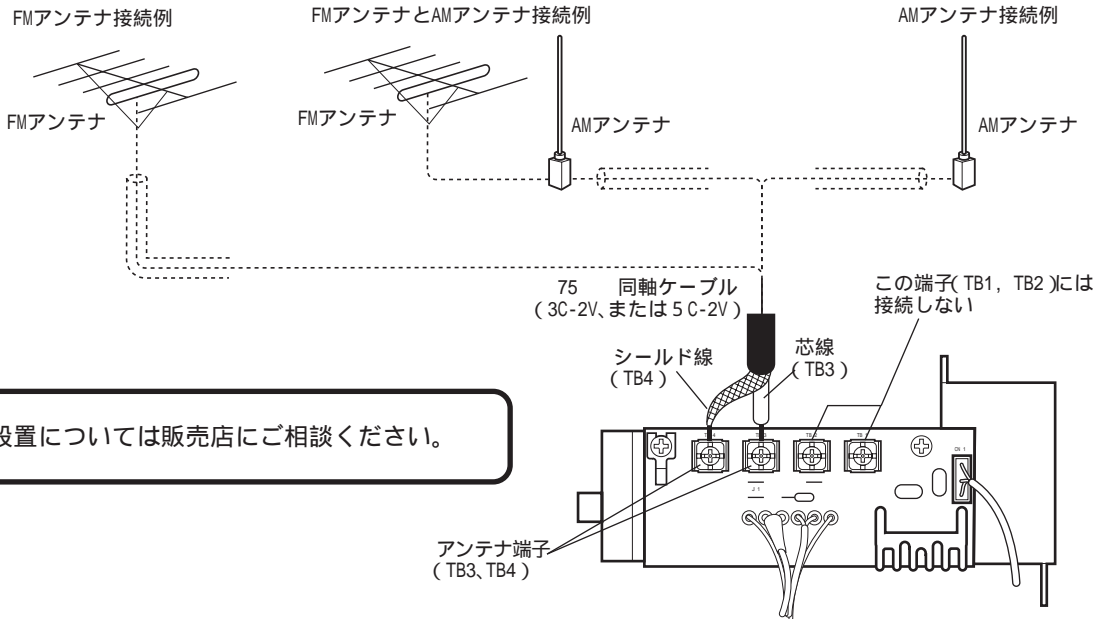 FMアンテナ接続例
FMアンテナとAMアンテナ接続例
AMアンテナ接続例
FMアンテナ
FMアンテナ
AMアンテナ
AMアンテナ
75　同軸ケーブル
(3C-2V、または5C-2V)
この端子(TB1, TB2)には
接続しない
シールド線
(TB4)
芯線
(TB3)
設置については販売店にご相談ください。
CN 1
J 1
アンテナ端子
(TB3、TB4)